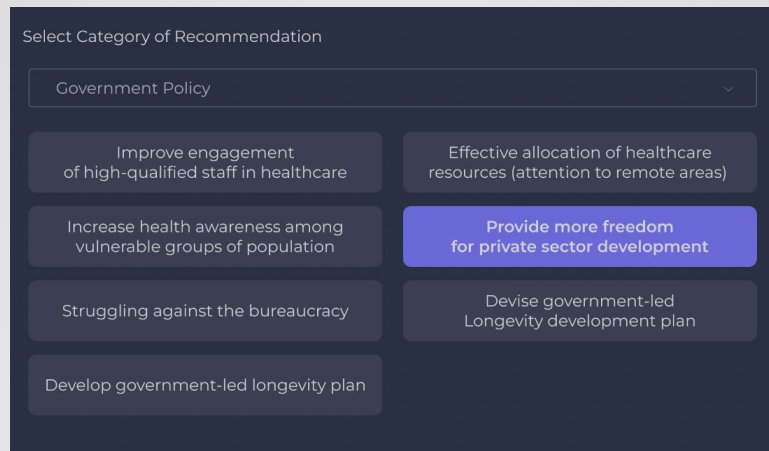 Select Category of Recommendation
Government Policy
Improve engagement
of high-qualified staff in healthcare
Effective allocation of healthcare
resources (attention to remote areas)
Increase health awareness among
vulnerable groups of population
Provide more freedom
for private sector development
Struggling against the bureaucracy
Devise government-led
Longevity development plan
Develop government-led longevity plan